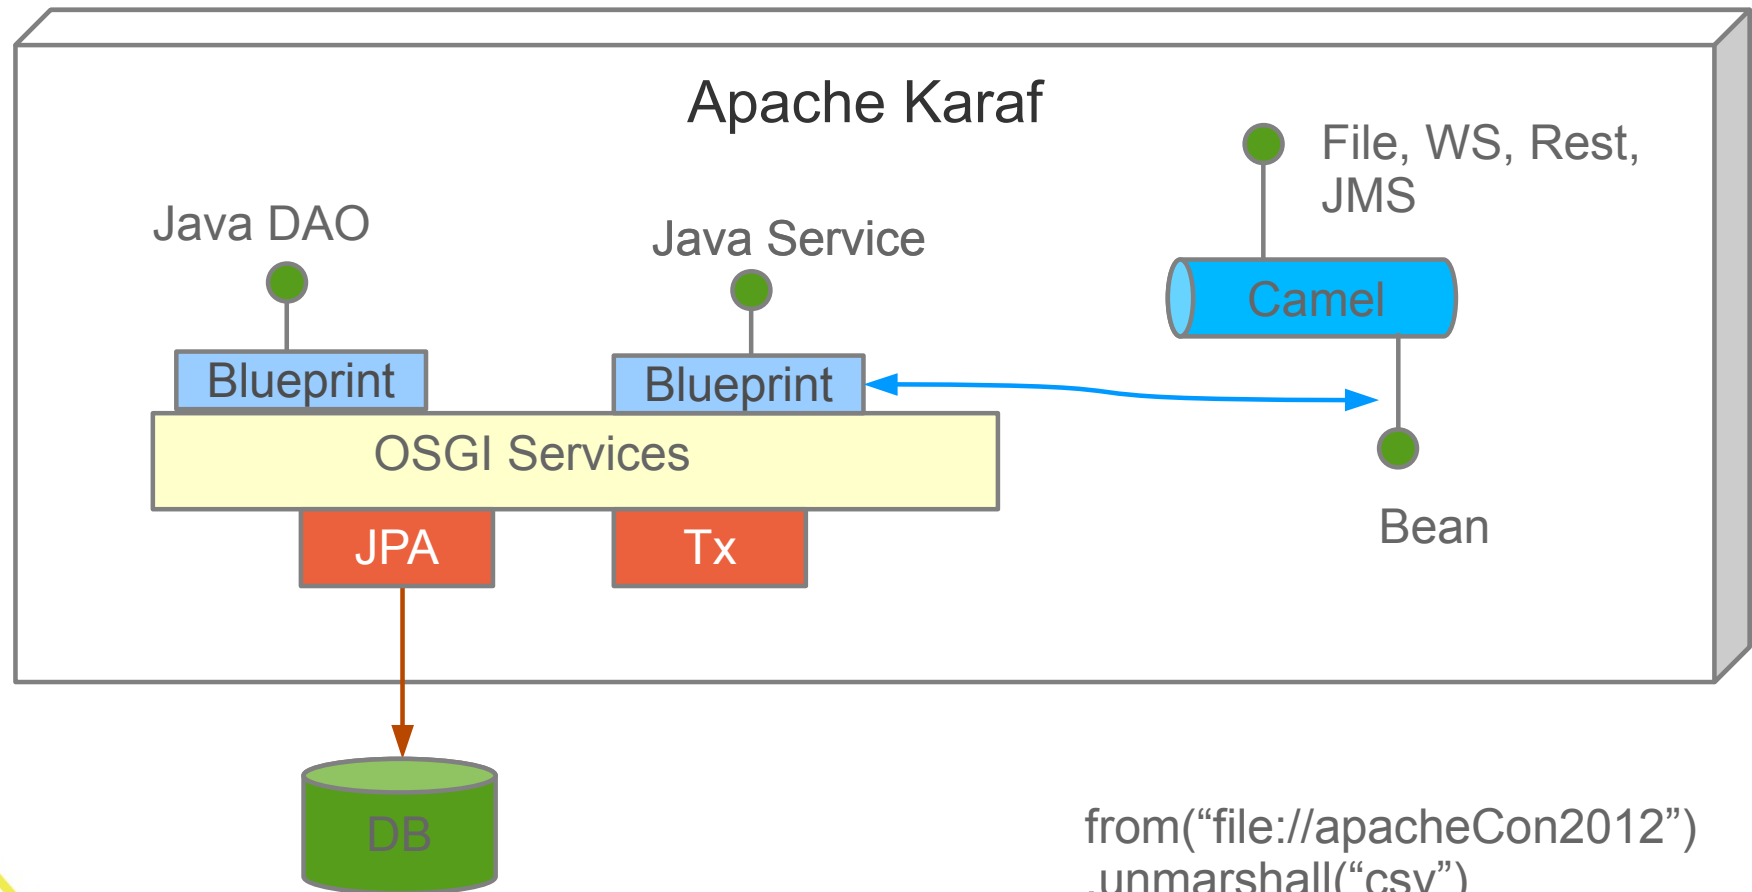 Apache Karaf
File, WS, Rest,
JMS
Java DAO
Java Service
Camel
Blueprint
Blueprint
OSGI Services
JPA
Tx
Bean
DB
from(“file://apacheCon2012”)
.unmarshall(“csv”)